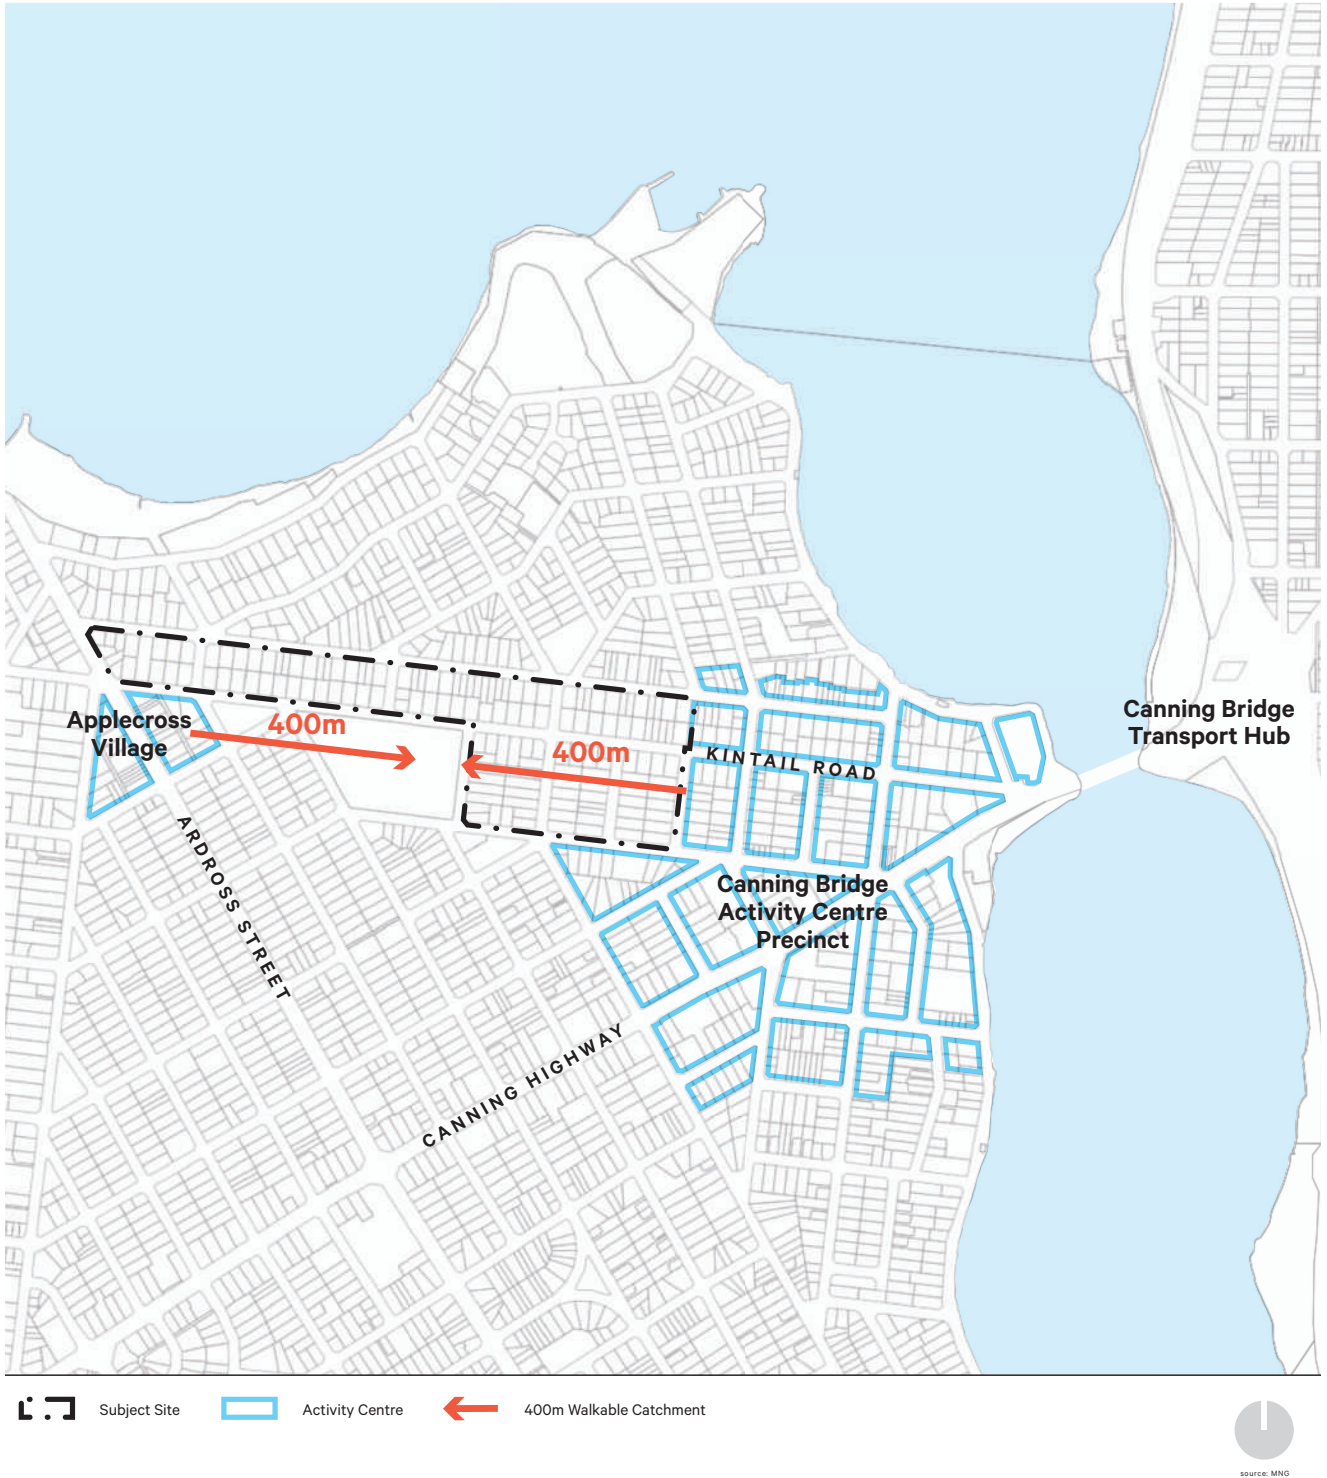 Applecross
Village
400m
400m
KINTAIL ROAD
Canning Bridge
Transport Hub
ARDROSS STREET
Canning Bridge
Activity Centre
Precinct
CANNING HIGHWAY
Subject Site
Activity Centre
400m Walkable Catchment
source: MNG